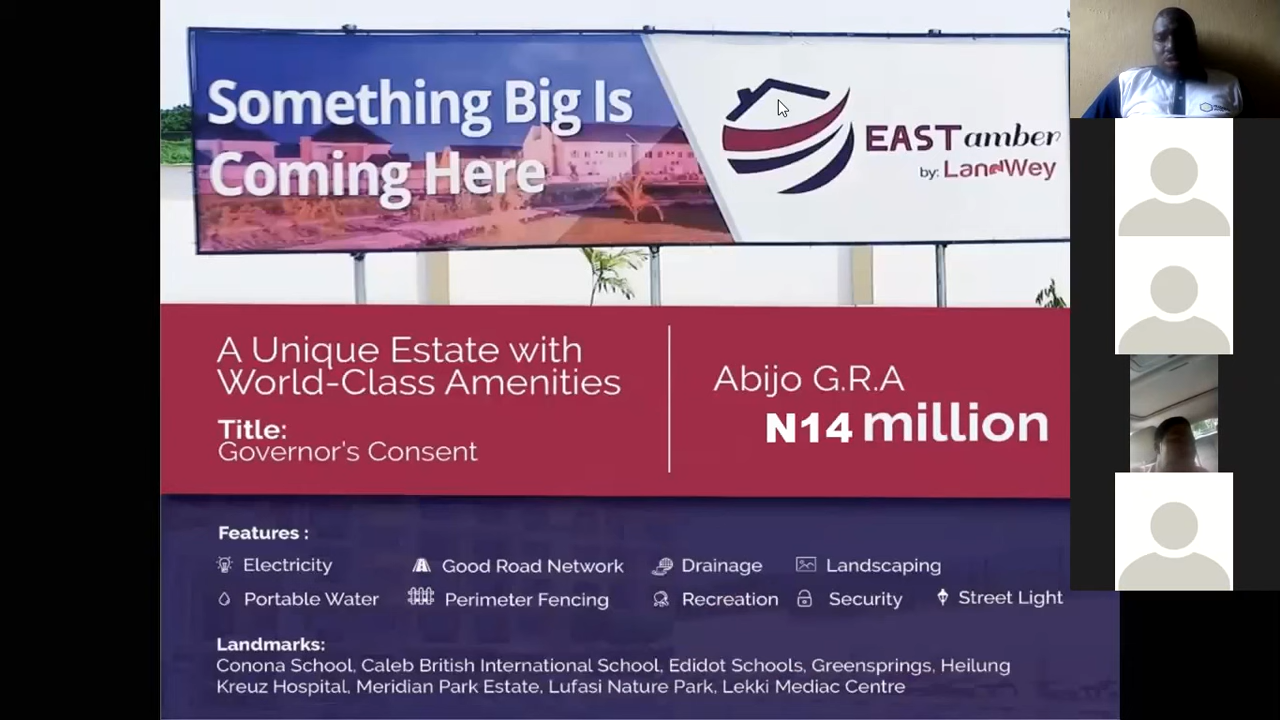 Something Big Is
Coming Here
EAST amber
by: LandWey
A Unique Estate with
World-Class Amenities
Title:
Governor's Consent
Abijo G.R.A
N14 million
Features :
Electricity
Good Road Network
Drainage
Landscaping
Portable Water
Perimeter Fencing
Recreation
Security
Street Light
Landmarks:
Conona School, Caleb British International School, Edidot Schools, Greensprings, Heilung
Kreuz Hospital, Meridian Park Estate, Lufasi Nature Park, Lekki Mediac Centre